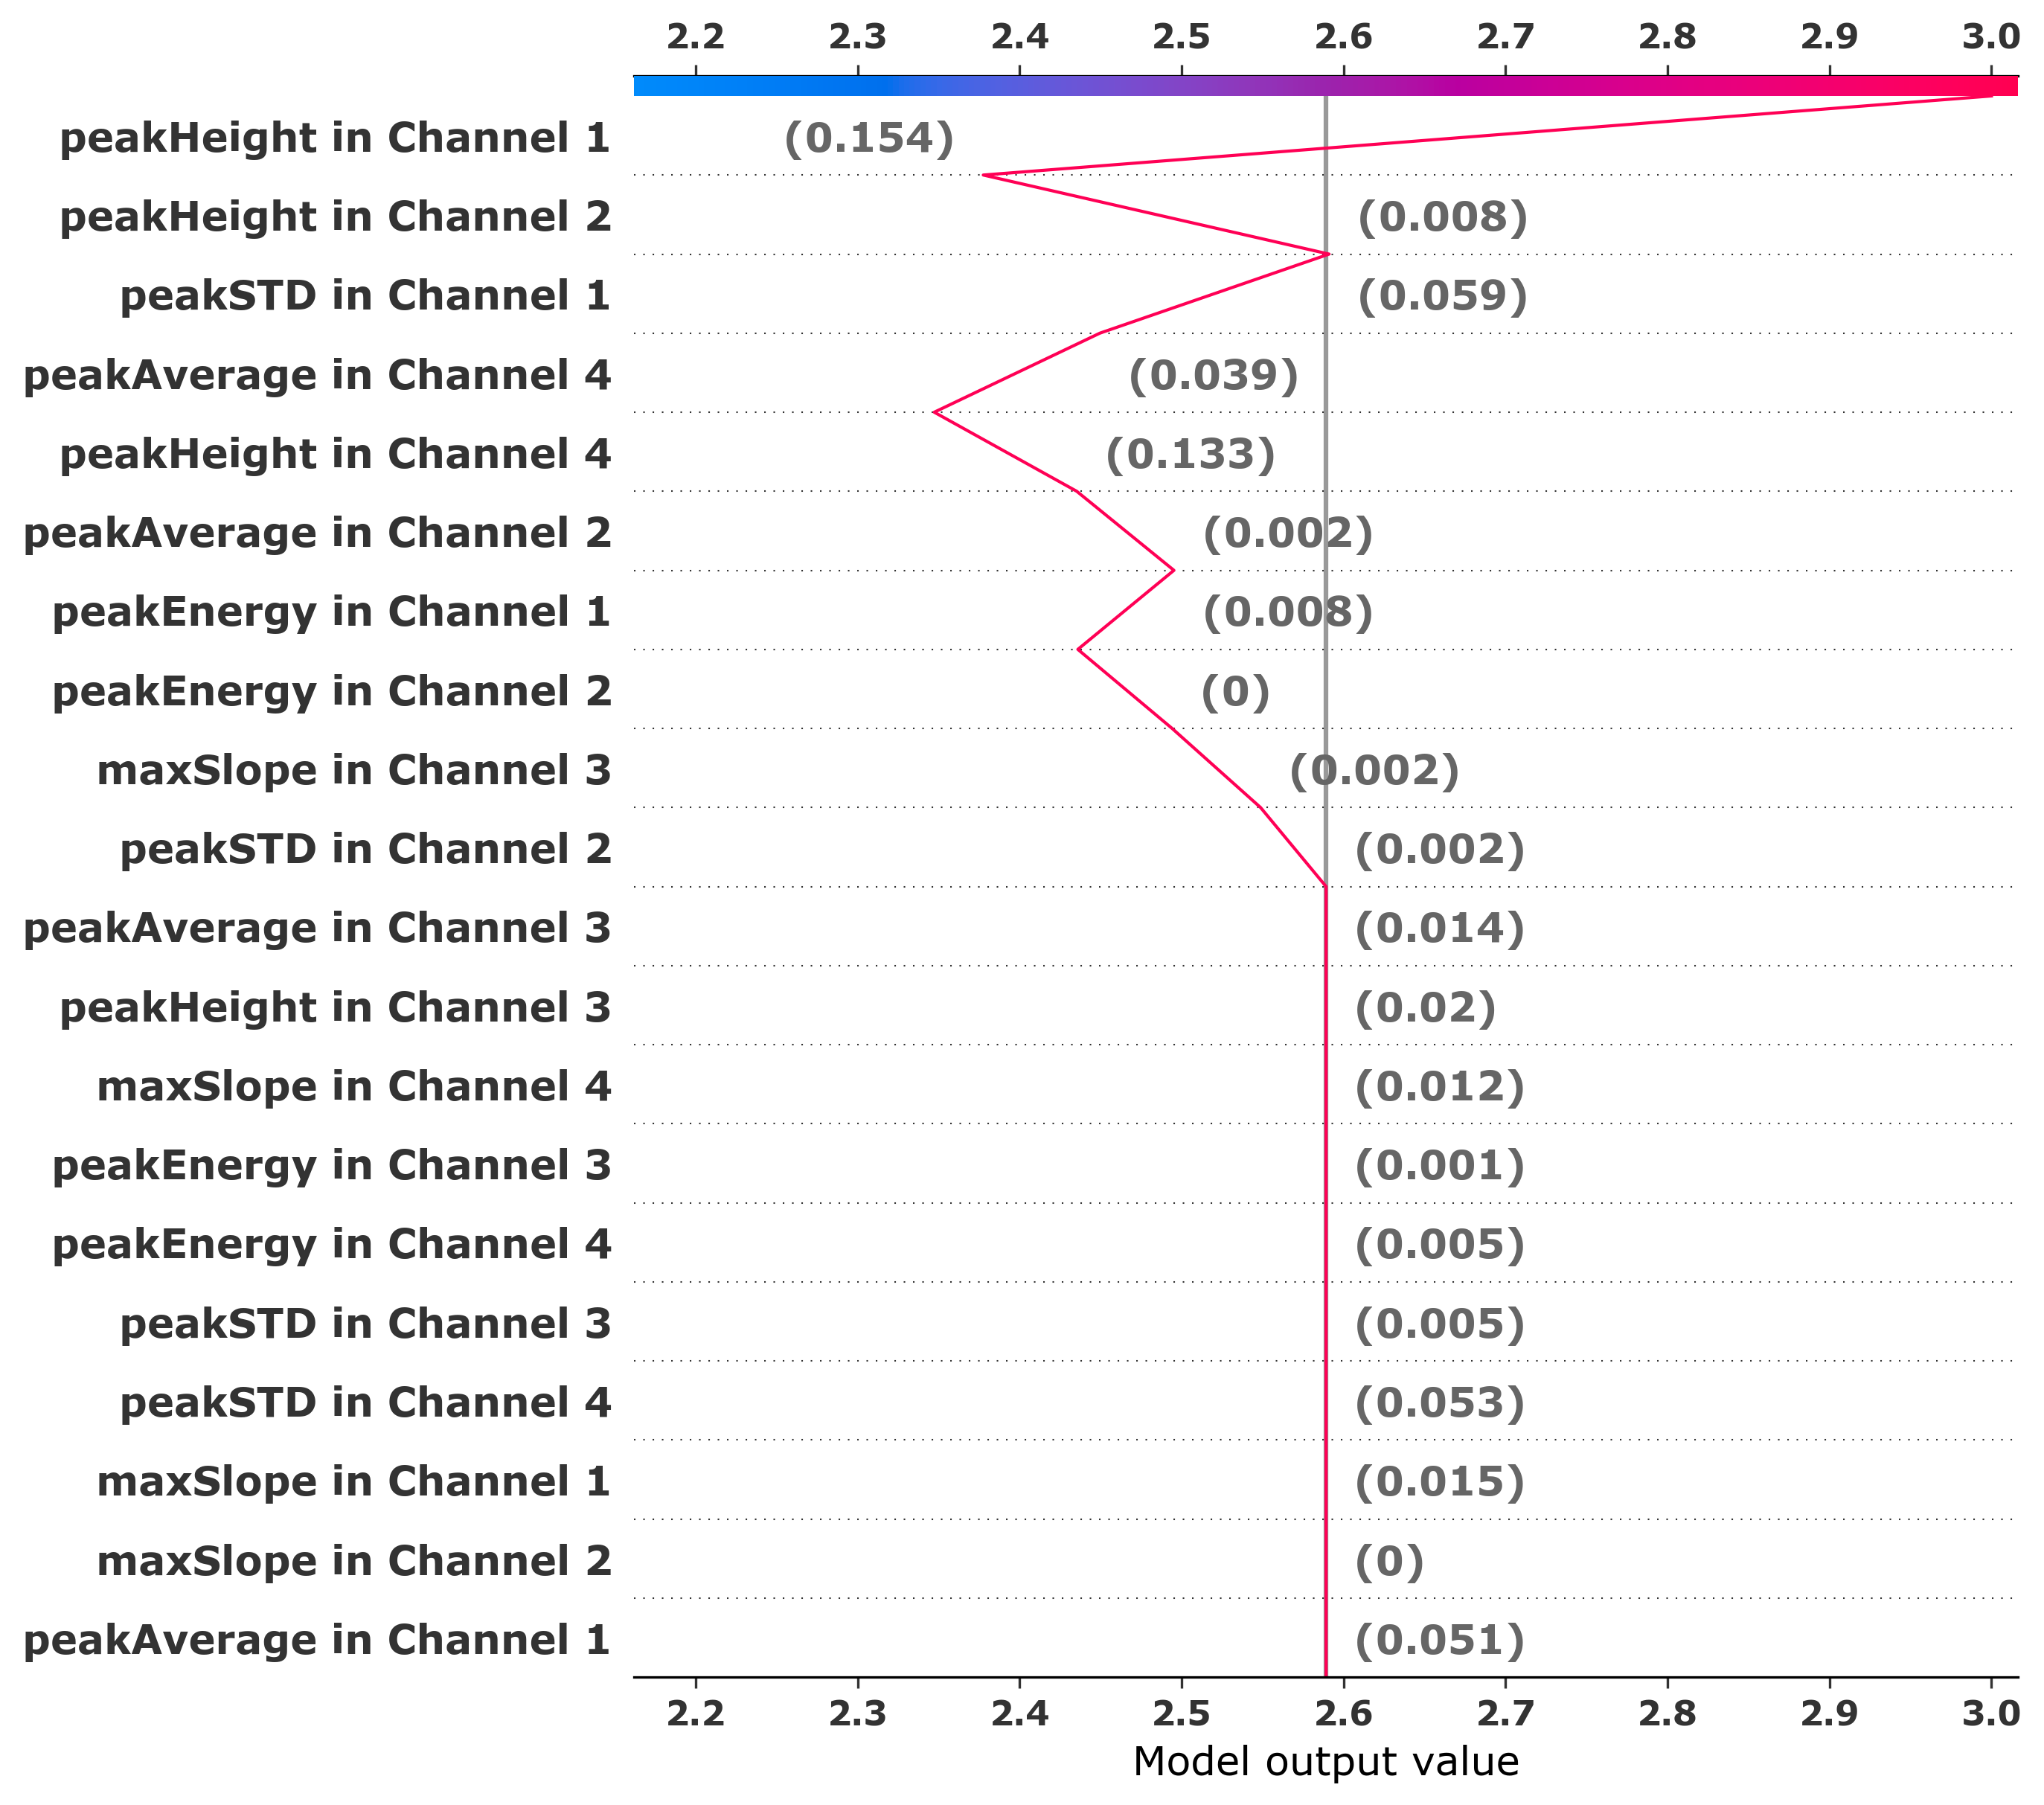 2.2 2.3 2.4 2.5 2.6 2.7 2.8 2.9 3.0
peakHeight in Channel 1 (0.154)
peakHeight in Channel 2 (0.008)
peakSTD in Channel 1 (0.059)
peakAverage in Channel 4 (0.039)
peakHeight in Channel 4 (0.133)
peakAverage in Channel 2 (0.002)
peakEnergy in Channel 1 (0.008)
peakEnergy in Channel 2 (0)
maxSlope in Channel 3 (0.002)
peakSTD in Channel 2 (0.002)
peakAverage in Channel 3 (0.014)
peakHeight in Channel 3 (0.02)
maxSlope in Channel 4 (0.012)
peakEnergy in Channel 3 (0.001)
peakEnergy in Channel 4 (0.005)
peakSTD in Channel 3 (0.005)
peakSTD in Channel 4 (0.053)
maxSlope in Channel 1 (0.015)
maxSlope in Channel 2 (0)
peakAverage in Channel 1 (0.051)
2.2 2.3 2.4 2.5 2.6 2.7 2.8 2.9 3.0
Model output value